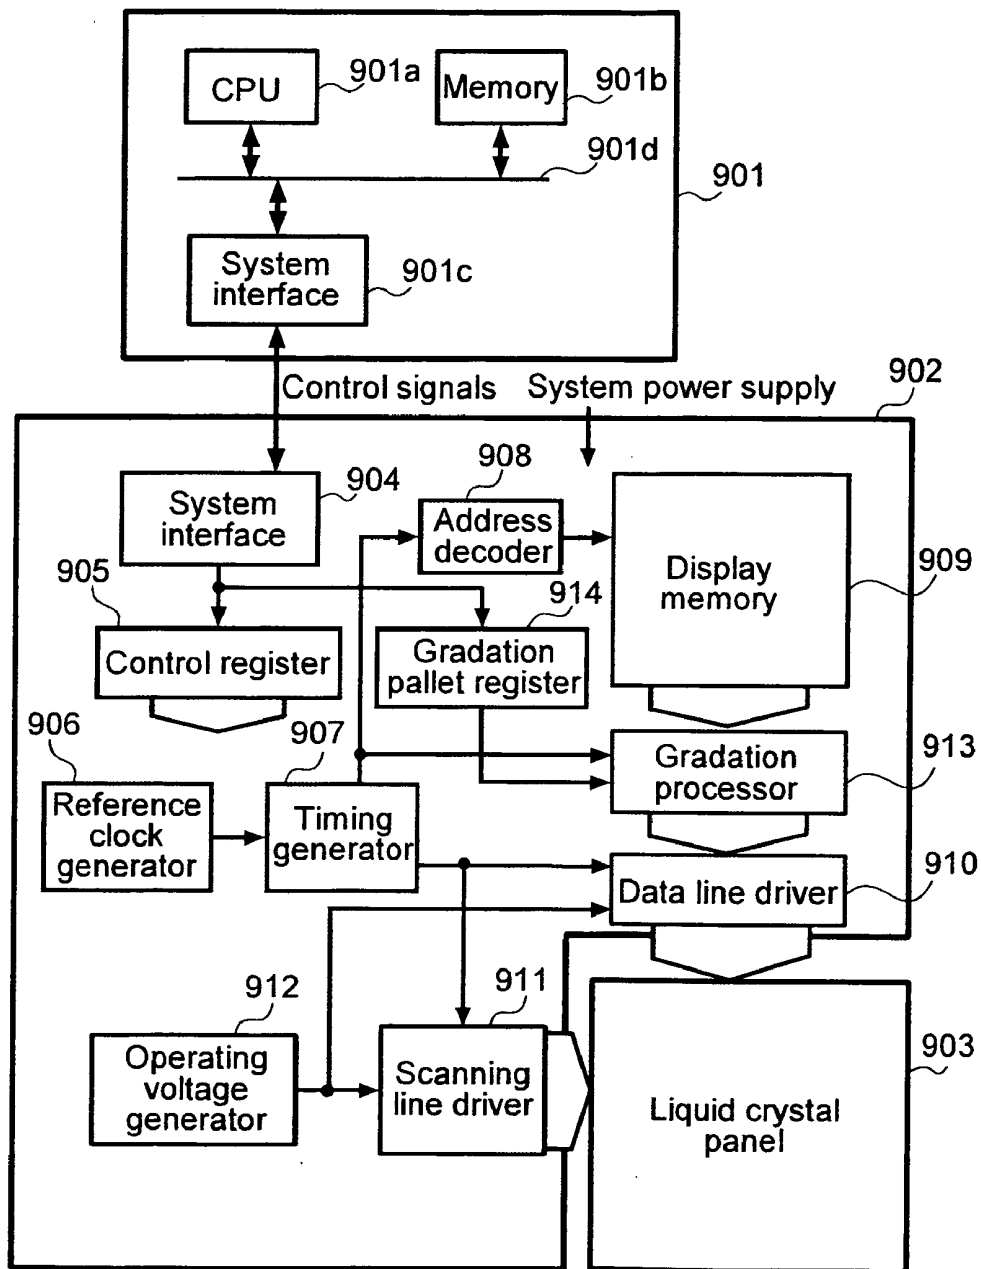 CPU
901a
Memory
901b
901d
901
System
interface
901c
Control signals
System power supply
902
System
interface
904
908
Address
decoder
Display
memory
909
905
Control register
914
Gradation
pallet register
906
Reference
clock
generator
907
Timing
generator
Gradation
processor
913
Data line driver
910
912
Operating
voltage
generator
911
Scanning
line driver
Liquid crystal
panel
903